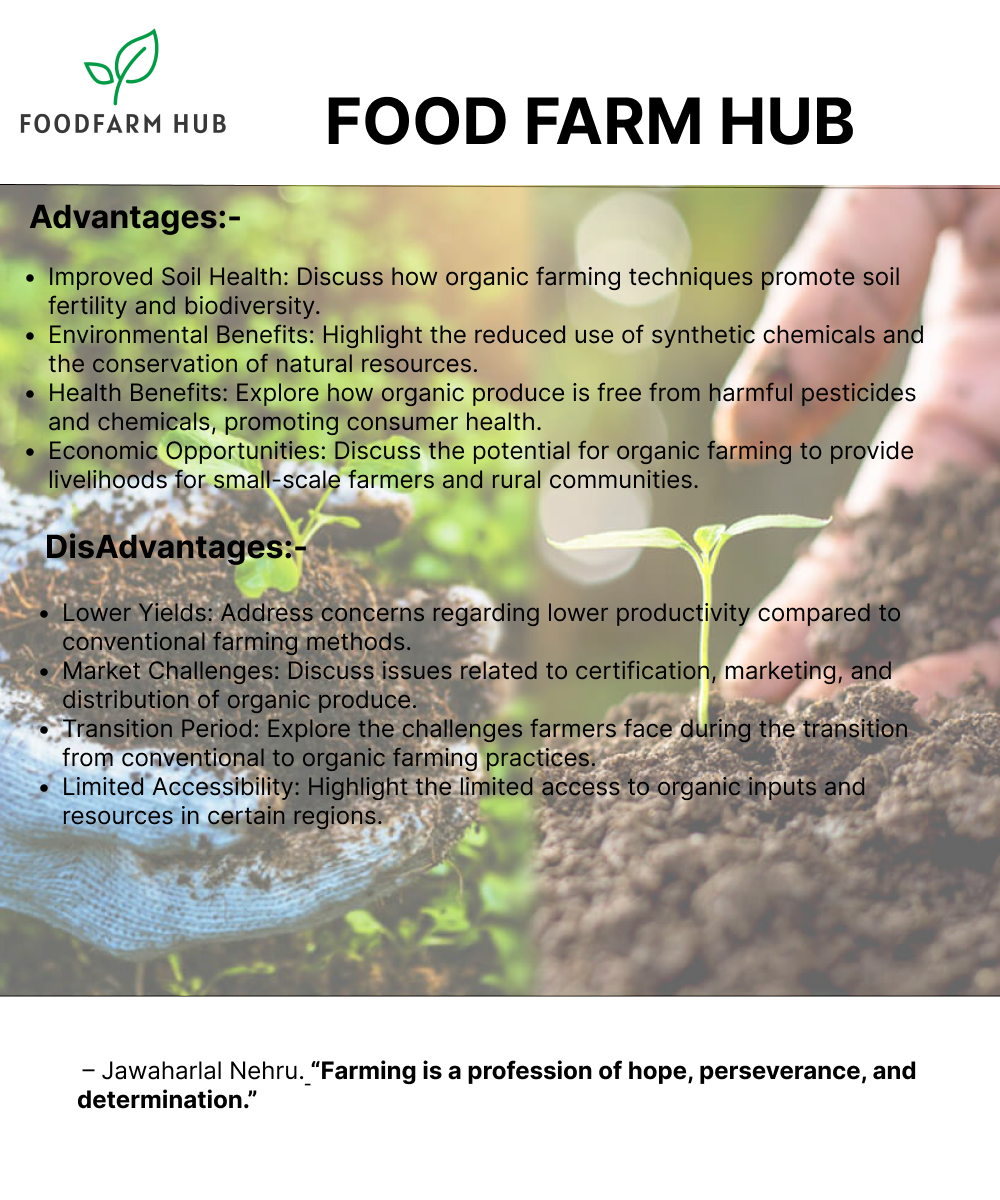 FOODFARM HUB
FOOD FARM HUB
Advantages:-
• Improved Soil Health: Discuss how organic farming techniques promote soil
fertility and biodiversity.
• Environmental Benefits: Highlight the reduced use of synthetic chemicals and
the conservation of natural resources.
• Health Benefits: Explore how organic produce is free from harmful pesticides
and chemicals, promoting consumer health.
• Economic Opportunities: Discuss the potential for organic farming to provide
livelihoods for small-scale farmers and rural communities.
DisAdvantages:-
• Lower Yields: Address concerns regarding lower productivity compared to
conventional farming methods.
• Market Challenges: Discuss issues related to certification, marketing, and
distribution of organic produce.
• Transition Period: Explore the challenges farmers face during the transition
from conventional to organic farming practices.
• Limited Accessibility: Highlight the limited access to organic inputs and
resources in certain regions.
– Jawaharlal Nehru. “Farming is a profession of hope, perseverance, and
determination.”